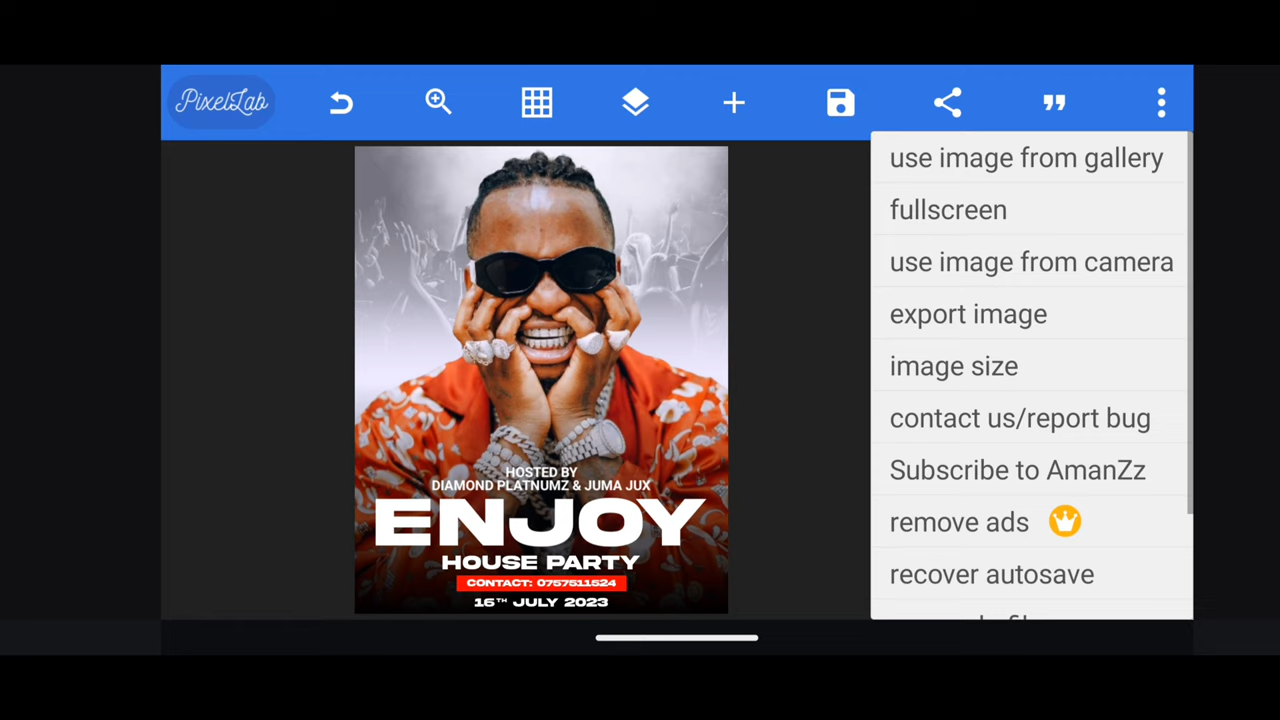 PixelLab
use image from gallery
fullscreen
use image from camera
export image
image size
contact us/report bug
Subscribe to AmanZz
remove ads
recover autosave
HOSTED BY
DIAMOND PLATNUMZ & JUMA JUX
ENJOY
HOUSE PARTY
CONTACT: 0757511524
16TH JULY 2023